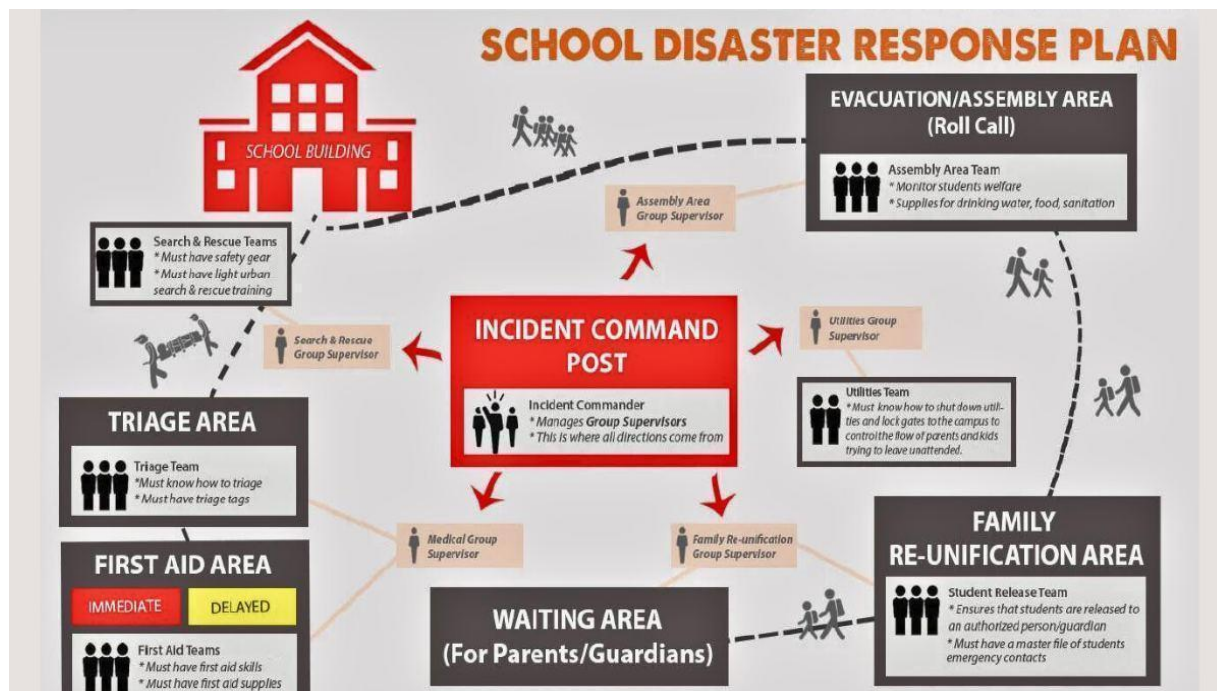 SCHOOL DISASTER RESPONSE PLAN
SCHOOL BUILDING
EVACUATION/ASSEMBLY AREA
(Roll Call)
Assembly Area Team
* Monitor students welfare
* Supplies for drinking water, food, sanitation
Assembly Area
Group Supervisor
Search & Rescue Teams
* Must have safety gear
* Must have light urban
search & rescue training
Search & Rescue
Group Supervisor
INCIDENT COMMAND
POST
Incident Commander
* Manages Group Supervisors
* This is where all directions come from
Utilities Group
Supervisor
Utilities Team
*Must know how to shut down utili-
ties and lock gates to the campus to
control the flow of parents and kids
trying to leave unattended.
TRIAGE AREA
Triage Team
*Must know how to triage
* Must have triage tags
Medical Group
Supervisor
Family Re-unification
Group Supervisor
FAMILY
RE-UNIFICATION AREA
Student Release Team
* Ensures that students are released to
an authorized person/guardian
* Must have a master file of students
emergency contacts
FIRST AID AREA
IMMEDIATE
DELAYED
First Aid Teams
* Must have first aid skills
* Must have first aid supplies
WAITING AREA
(For Parents/Guardians)